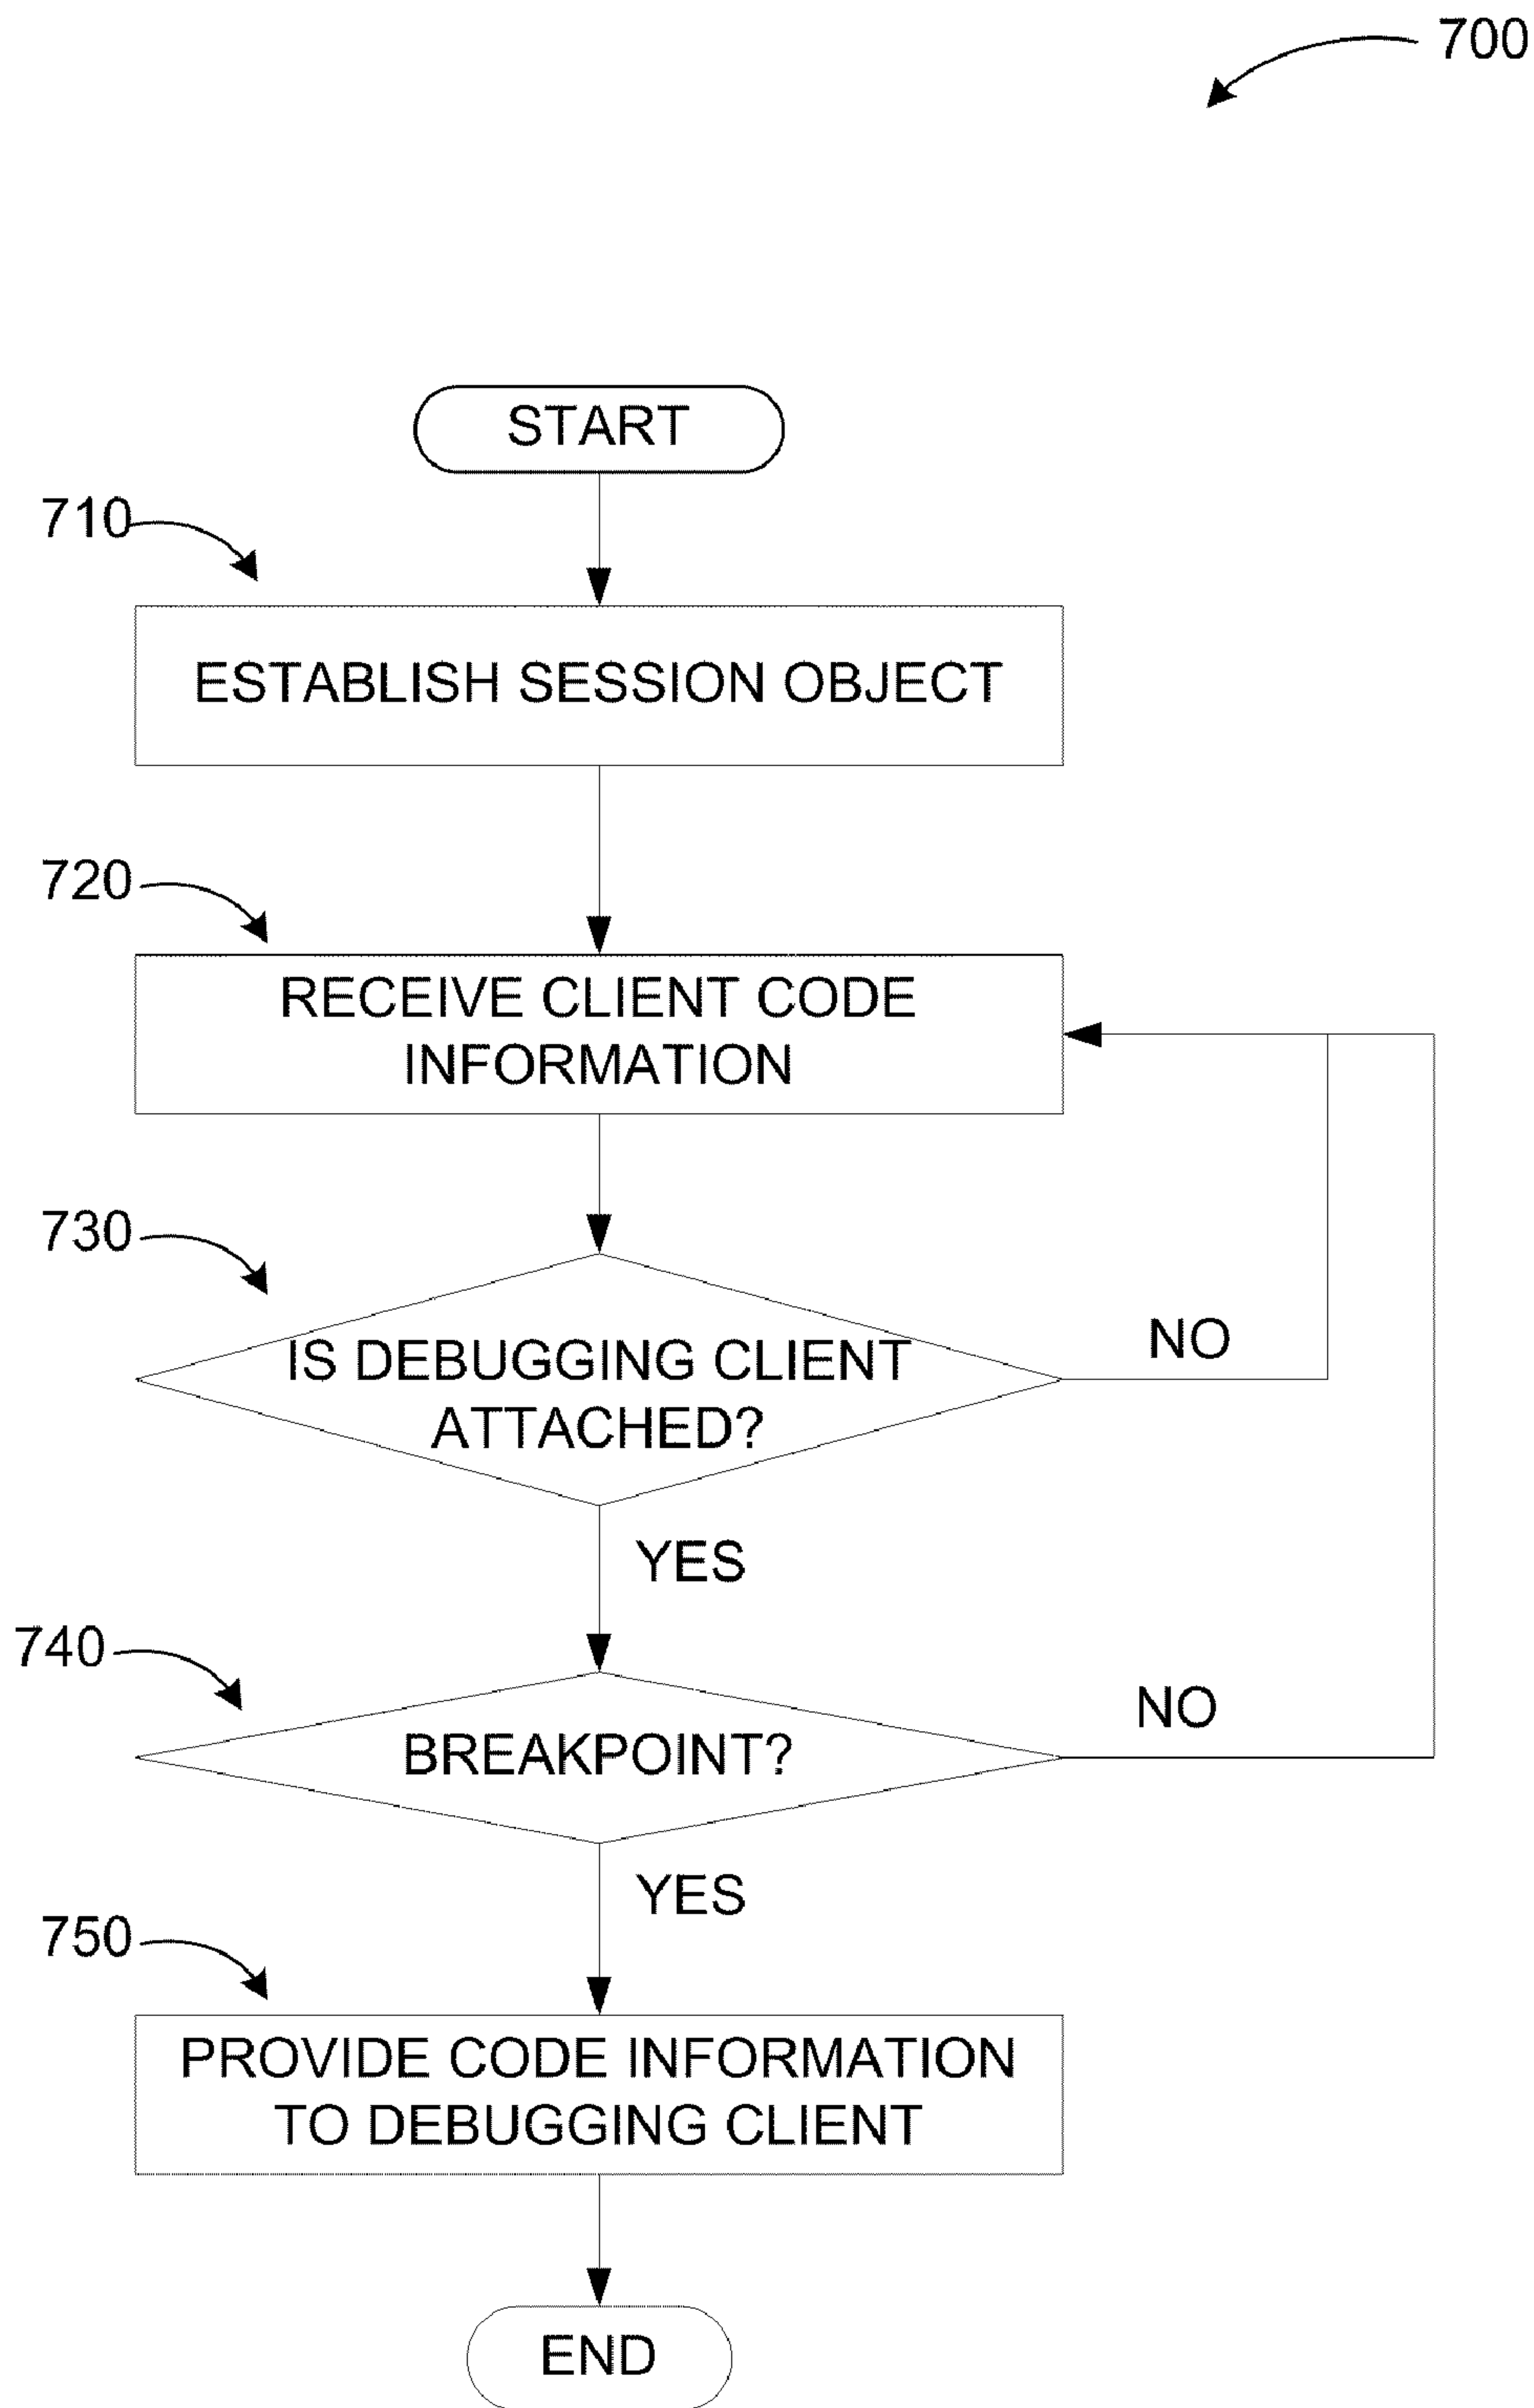 700
START
710
ESTABLISH SESSION OBJECT
720
RECEIVE CLIENT CODE
INFORMATION
730
IS DEBUGGING CLIENT
ATTACHED?
NO
YES
740
BREAKPOINT?
NO
YES
750
PROVIDE CODE INFORMATION
TO DEBUGGING CLIENT
END